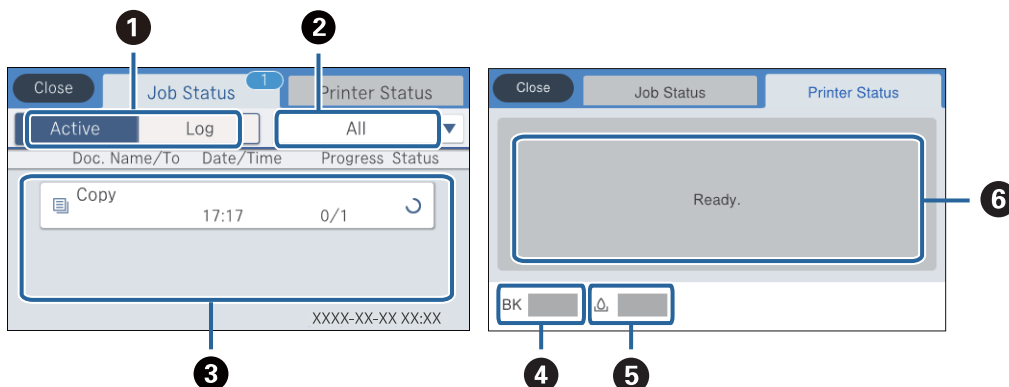 1
2
Close
Job Status
1
Printer Status
Active
Log
All
Doc. Name/To Date/Time Progress Status
Copy
17:17 0/1
XXXX-XX-XX XX:XX
3
Close
Job Status
Printer Status
Ready.
6
BK
4
5